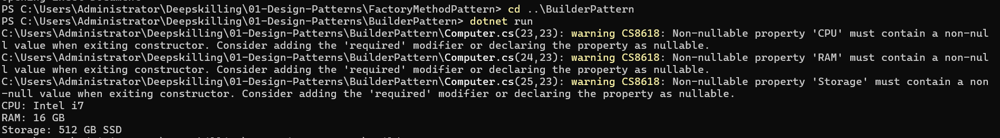 PS C:\Users\Administrator\Deepskilling\01-Design-Patterns\FactoryMethodPattern> cd ..\BuilderPattern
PS C:\Users\Administrator\Deepskilling\01-Design-Patterns\BuilderPattern> dotnet run
C:\Users\Administrator\Deepskilling\01-Design-Patterns\BuilderPattern\Computer.cs(23,23): warning CS8618: Non-nullable property 'CPU' must contain a non-nul
l value when exiting constructor. Consider adding the 'required' modifier or declaring the property as nullable.
C:\Users\Administrator\Deepskilling\01-Design-Patterns\BuilderPattern\Computer.cs(24,23): warning CS8618: Non-nullable property 'RAM' must contain a non-nul
l value when exiting constructor. Consider adding the 'required' modifier or declaring the property as nullable.
C:\Users\Administrator\Deepskilling\01-Design-Patterns\BuilderPattern\Computer.cs(25,23): warning CS8618: Non-nullable property 'Storage' must contain a non
-null value when exiting constructor. Consider adding the 'required' modifier or declaring the property as nullable.
CPU: Intel i7
RAM: 16 GB
Storage: 512 GB SSD